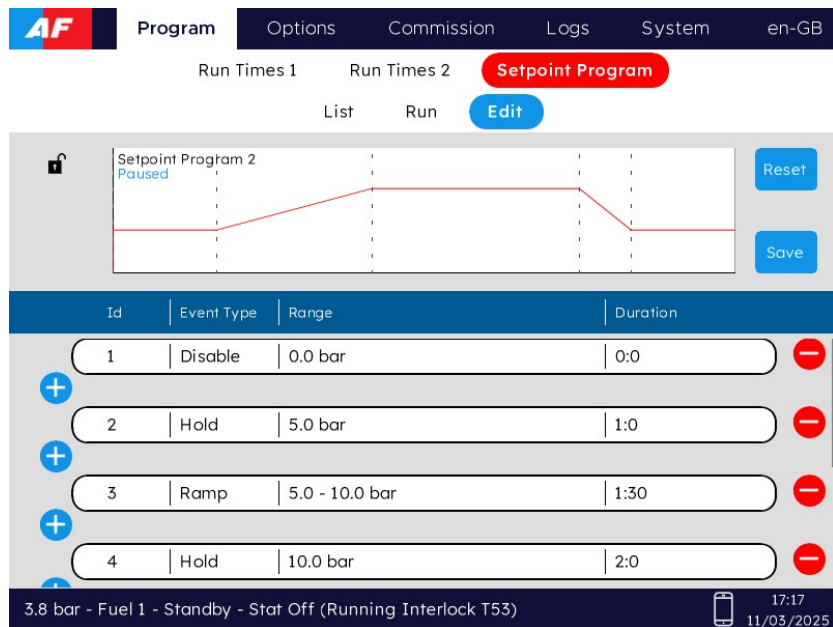 AF Program Options Commission Logs System en-GB
Run Times 1 Run Times 2 Setpoint Program
List Run Edit
Setpoint Program 2
Paused
Reset
Save
Id Event Type Range Duration
1 Disable 0.0 bar 0:0
2 Hold 5.0 bar 1:0
3 Ramp 5.0 - 10.0 bar 1:30
4 Hold 10.0 bar 2:0
3.8 bar - Fuel 1 - Standby - Stat Off (Running Interlock T53) 17:17
11/03/2025